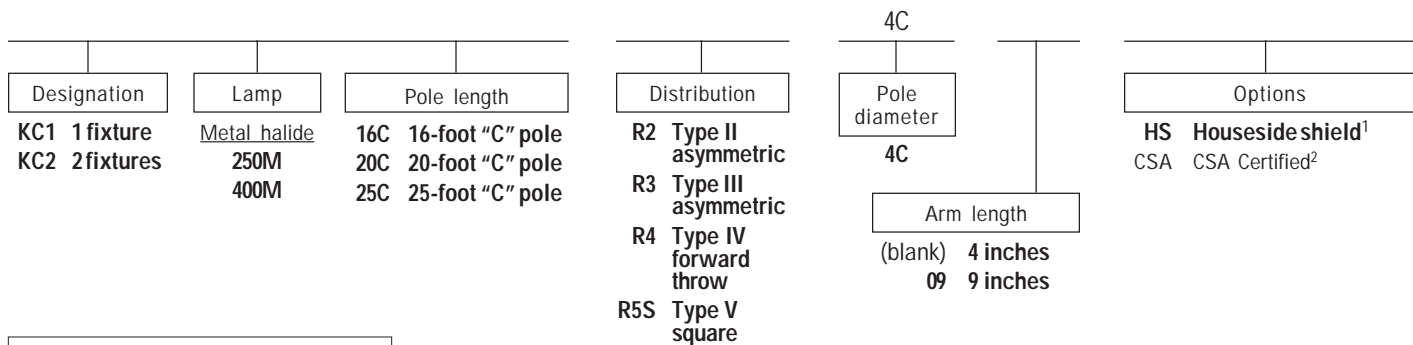 4C
Designation
KC1 1 fixture
KC2 2 fixtures
Lamp
Metal halide
250M
400M
Pole length
16C 16-foot “C” pole
20C 20-foot “C” pole
25C 25-foot “C” pole
Distribution
R2 Type II
asymmetric
R3 Type III
asymmetric
R4 Type IV
forward
throw
R5S Type V
square
Pole
diameter
4C
Arm length
(blank) 4 inches
09 9 inches
Options
HS Houseside shield¹
CSA CSA Certified²